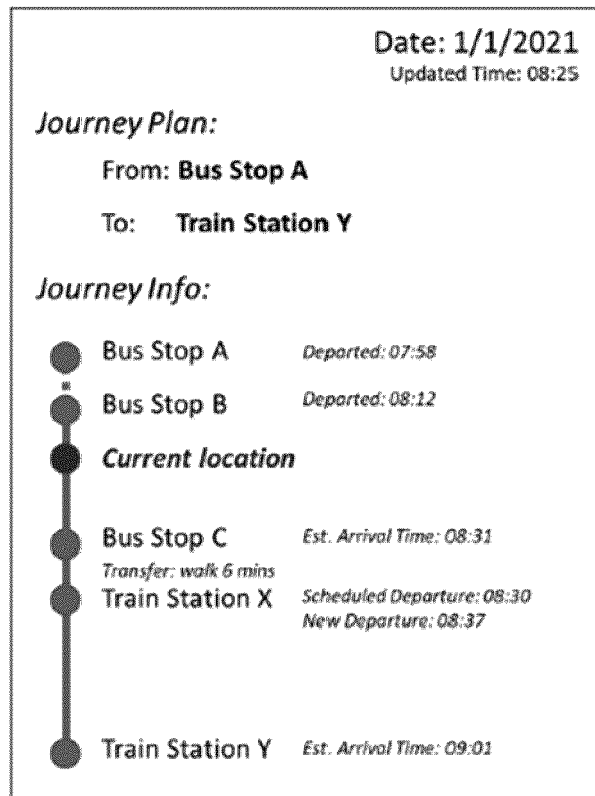 Date: 1/1/2021
Updated Time: 08:25
Journey Plan:
From: Bus Stop A
To: Train Station Y
Journey Info:
Bus Stop A Departed: 07:58
Bus Stop B Departed: 08:12
Current location
Bus Stop C Est. Arrival Time: 08:31
Transfer: walk 6 mins
Train Station X Scheduled Departure: 08:30
New Departure: 08:37
Train Station Y Est. Arrival Time: 09:01